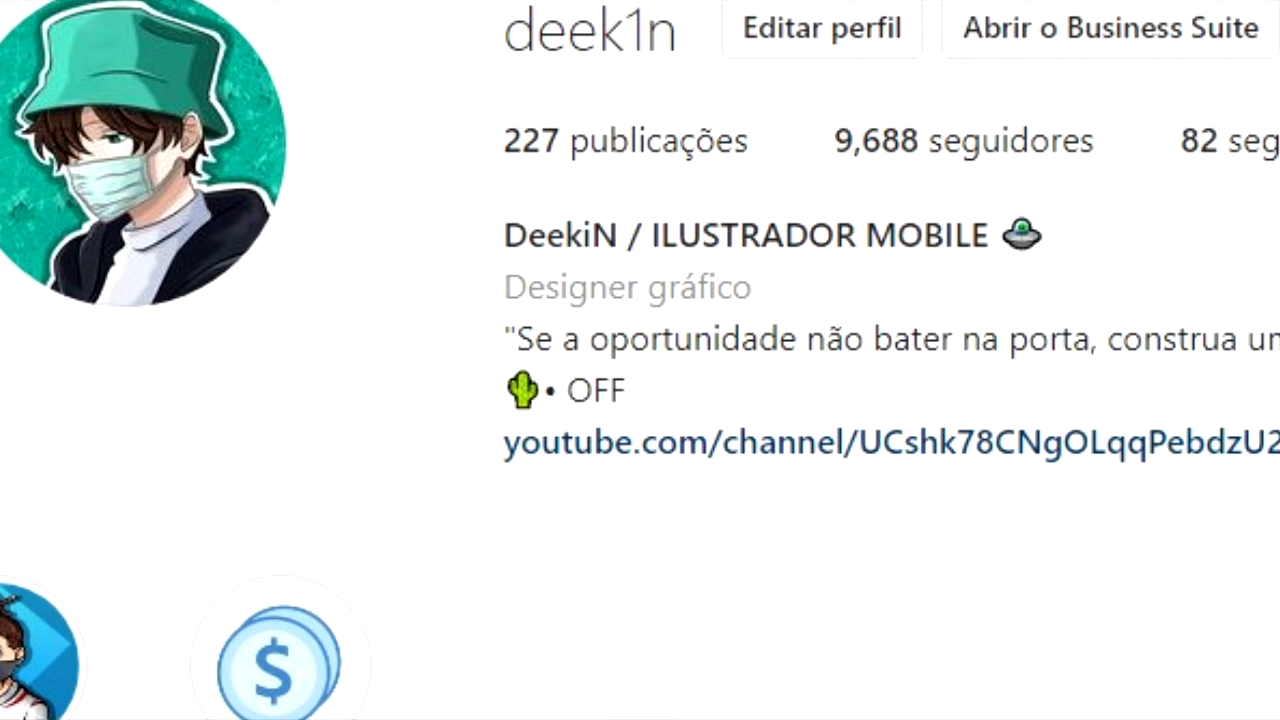 deek1n Editar perfil Abrir o Business Suite
227 publicações 9,688 seguidores 82 seg
DeekiN / ILUSTRADOR MOBILE 🛸
Designer gráfico
"Se a oportunidade não bater na porta, construa um
🌵• OFF
youtube.com/channel/UCshk78CNgOLqqPebdzU2
$